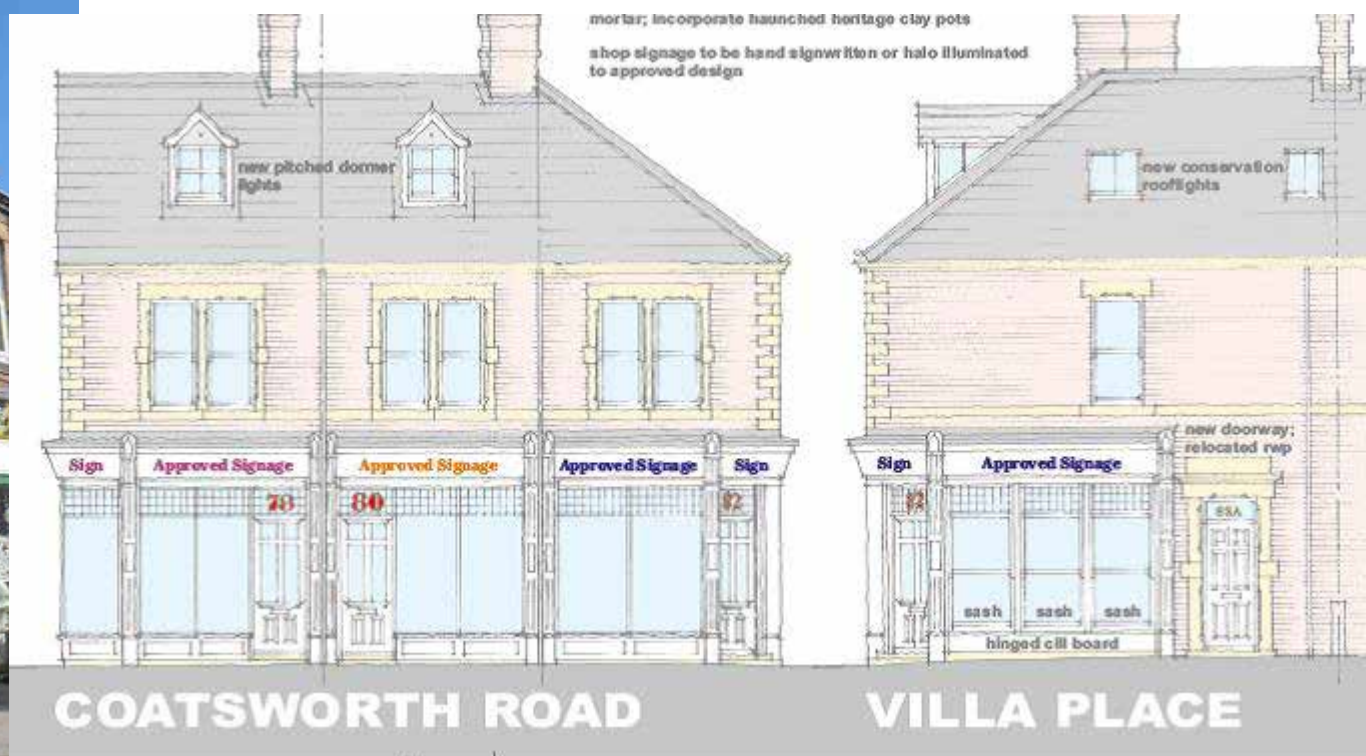 mortar; incorporate haunched heritage clay pots
shop signage to be hand signwritten or halo illuminated
to approved design
new pitched dormer
lights
new conservation
rooflights
new doorway;
relocated rwp
Sign
Approved Signage
Approved Signage
Approved Signage
Sign
Sign
Approved Signage
78
80
82
82
sash
sash
sash
hinged cill board
COATSWORTH ROAD
VILLA PLACE